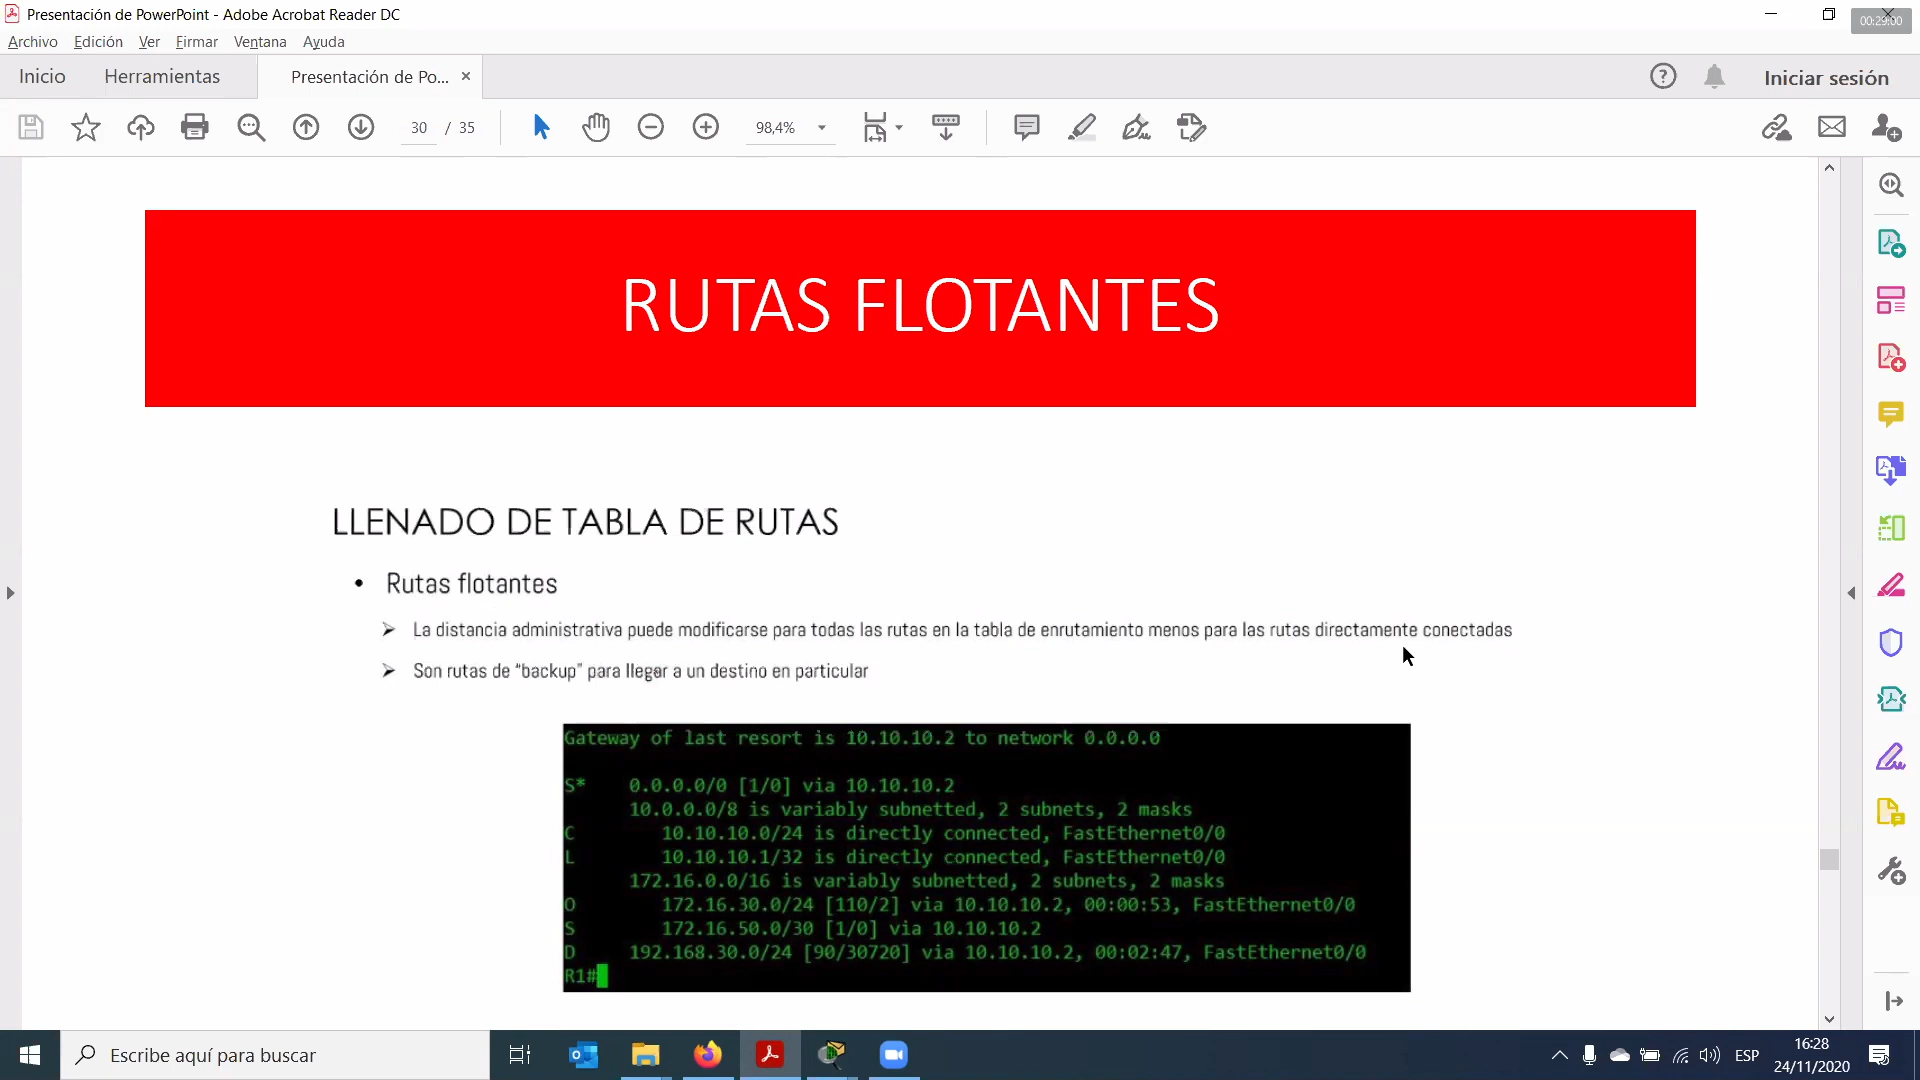 Presentación de PowerPoint - Adobe Acrobat Reader DC
00:29:00
Archivo Edición Ver Firmar Ventana Ayuda
Inicio Herramientas Presentación de Po... × Iniciar sesión
30 / 35 98,4%
RUTAS FLOTANTES
LLENADO DE TABLA DE RUTAS
• Rutas flotantes
➢ La distancia administrativa puede modificarse para todas las rutas en la tabla de enrutamiento menos para las rutas directamente conectadas
➢ Son rutas de "backup" para llegar a un destino en particular
Gateway of last resort is 10.10.10.2 to network 0.0.0.0
S* 0.0.0.0/0 [1/0] via 10.10.10.2
10.0.0.0/8 is variably subnetted, 2 subnets, 2 masks
C 10.10.10.0/24 is directly connected, FastEthernet0/0
L 10.10.10.1/32 is directly connected, FastEthernet0/0
172.16.0.0/16 is variably subnetted, 2 subnets, 2 masks
O 172.16.30.0/24 [110/2] via 10.10.10.2, 00:00:53, FastEthernet0/0
S 172.16.50.0/30 [1/0] via 10.10.10.2
D 192.168.30.0/24 [90/30720] via 10.10.10.2, 00:02:47, FastEthernet0/0
R1#
Escribe aquí para buscar
ESP
16:28
24/11/2020